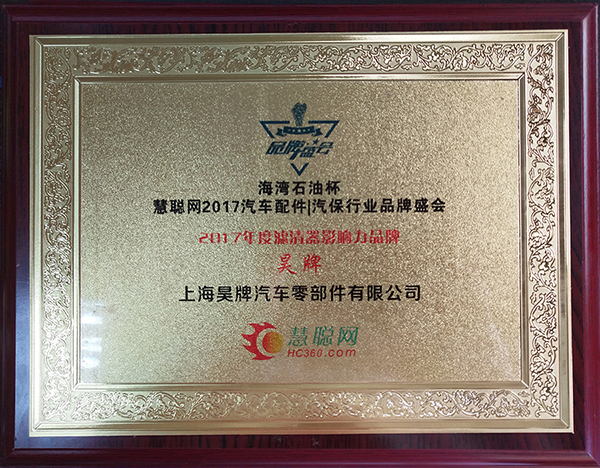 品牌盛会
海湾石油杯
慧聪网2017汽车配件|汽保行业品牌盛会
2017年度滤清器影响力品牌
昊牌
上海昊牌汽车零部件有限公司
慧聪网
HC360.com